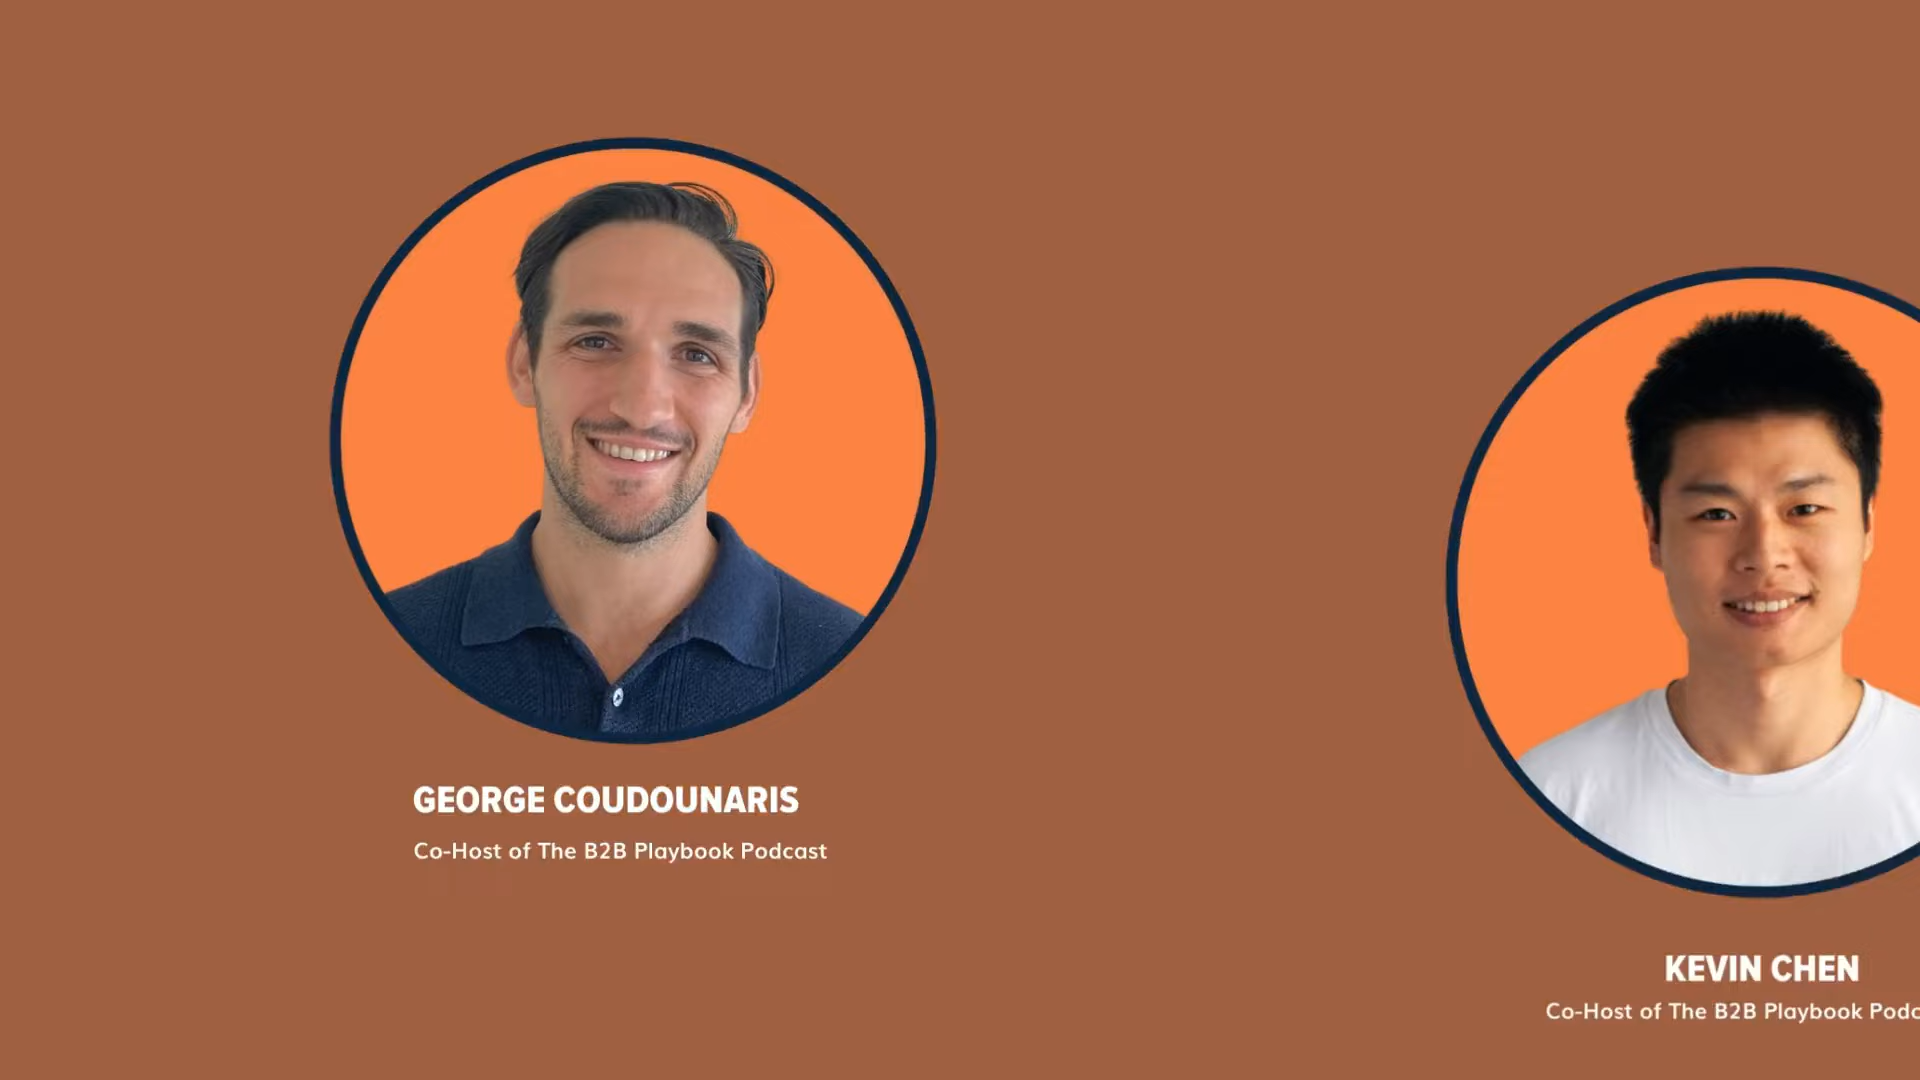 GEORGE COUDOUNARIS
Co-Host of The B2B Playbook Podcast
KEVIN CHEN
Co-Host of The B2B Playbook